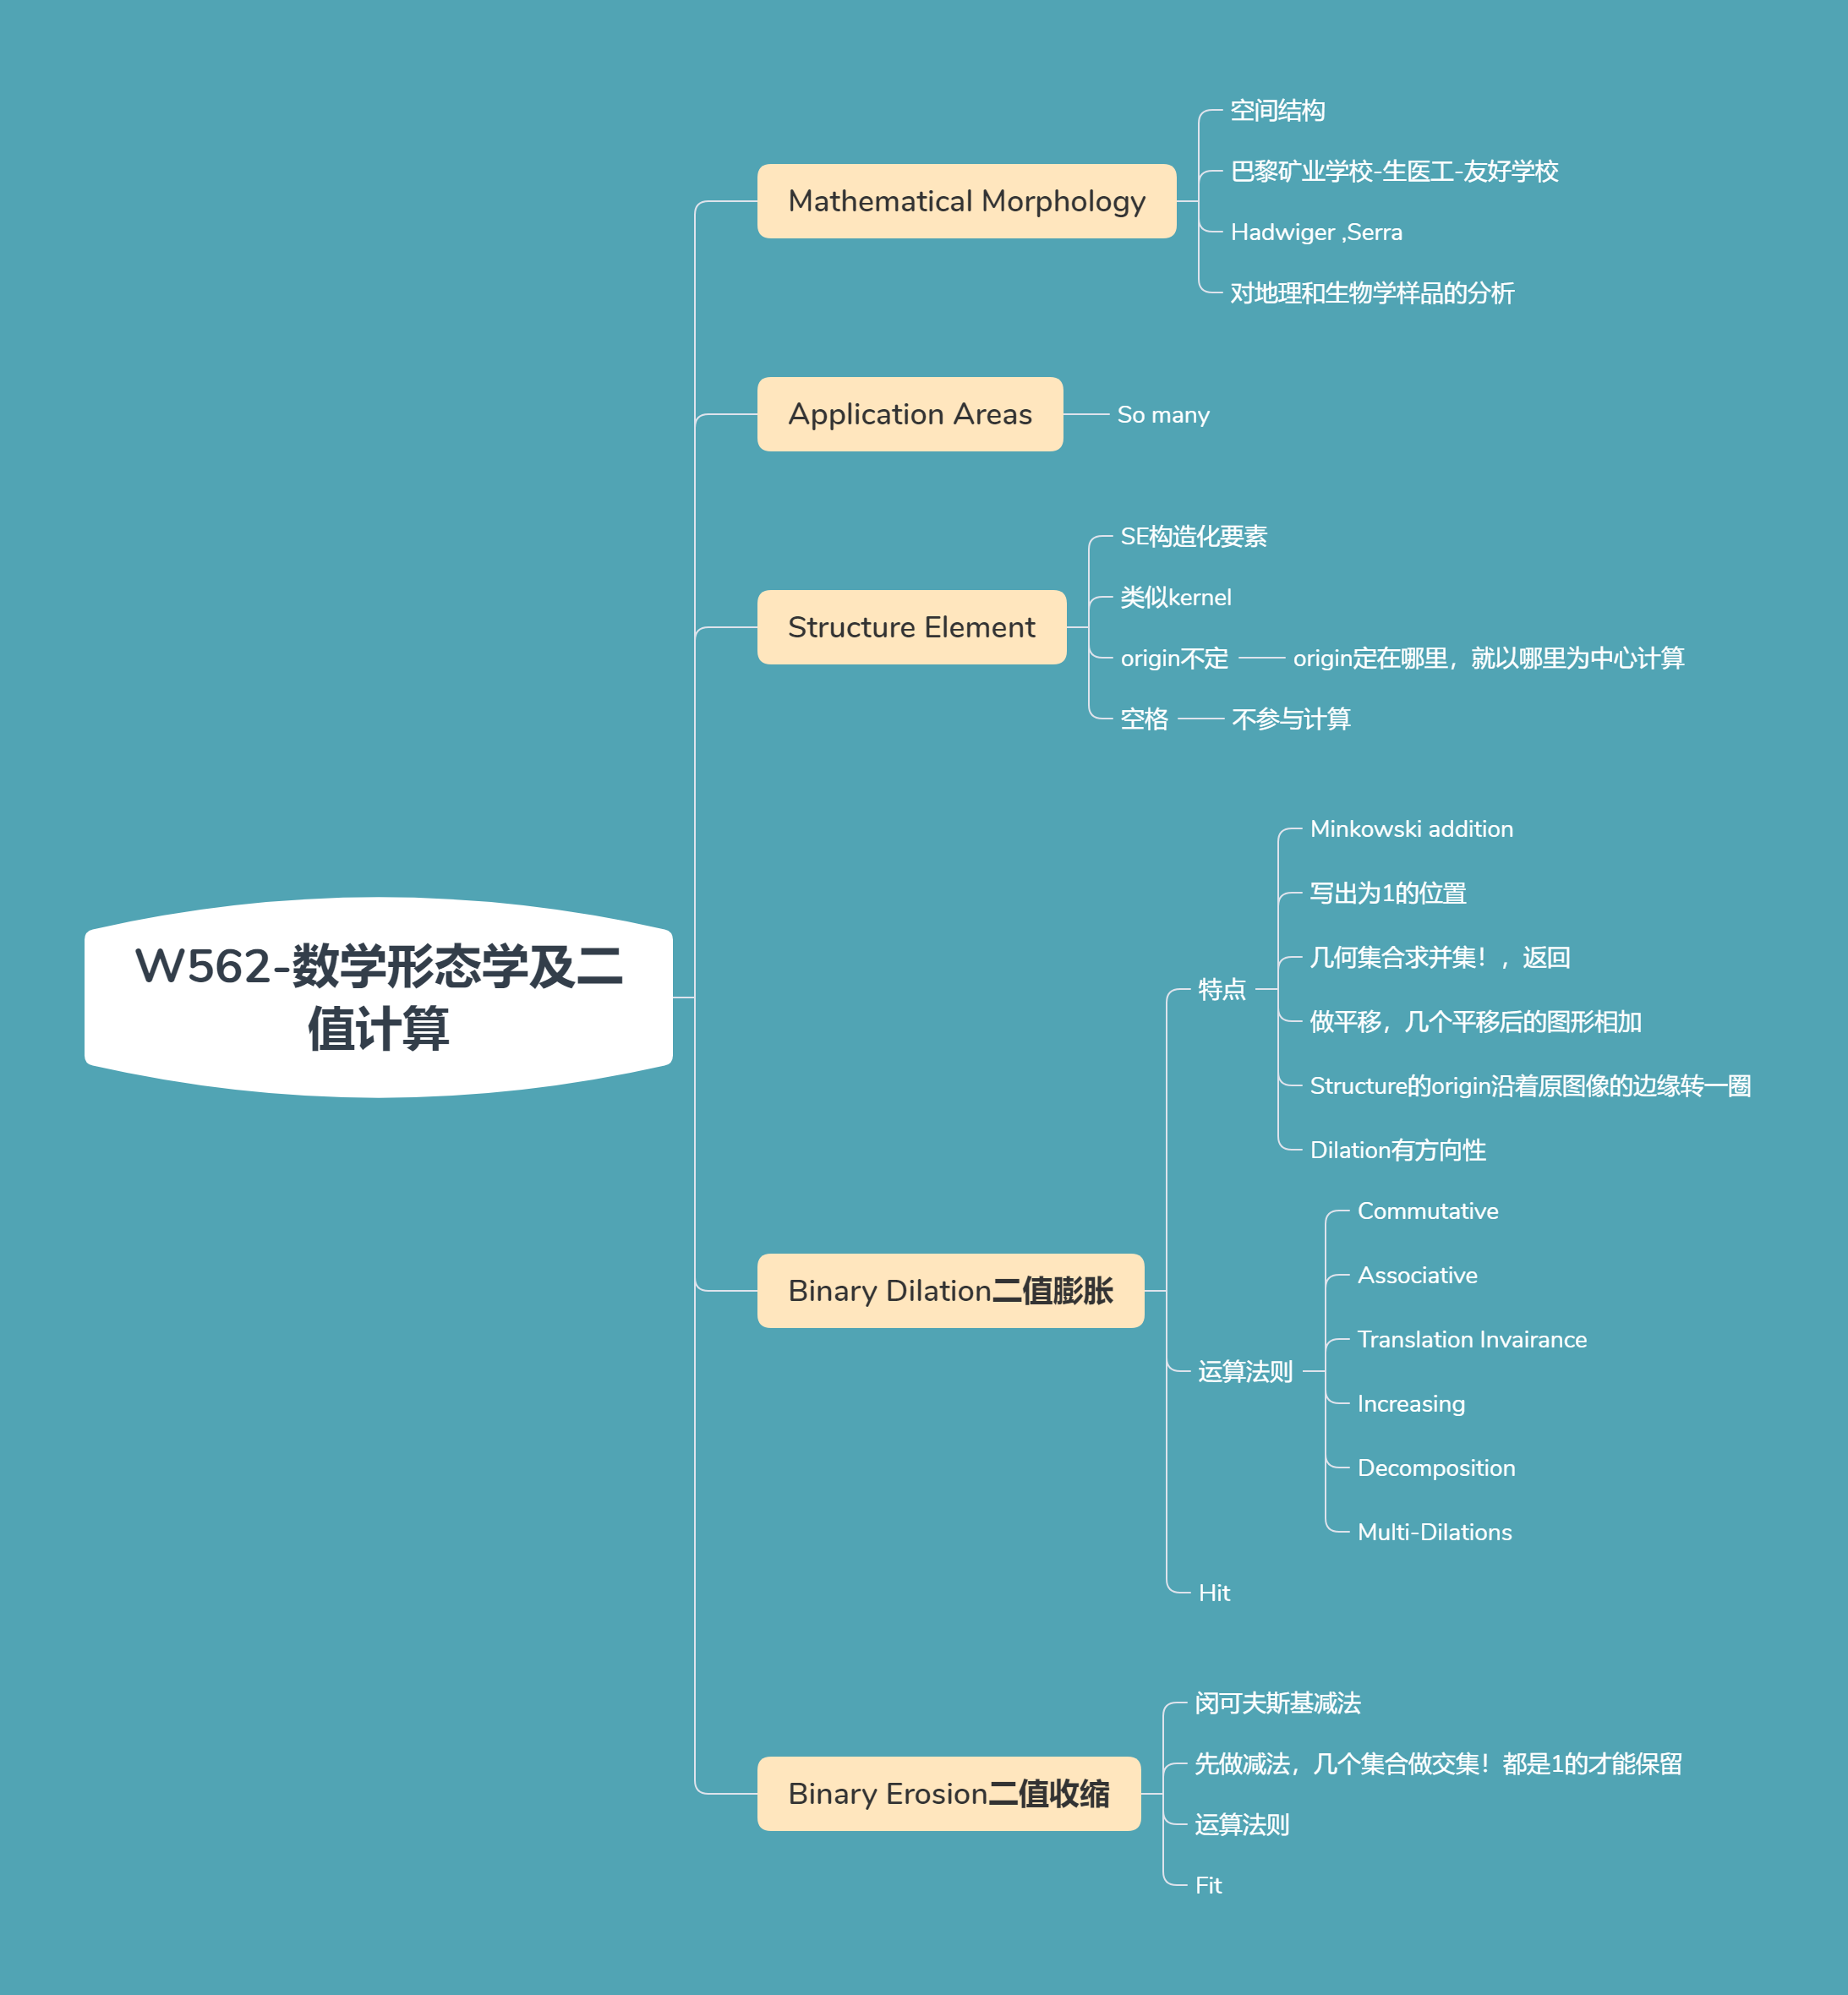 W562-数学形态学及二
值计算
Mathematical Morphology
空间结构
巴黎矿业学校-生医工-友好学校
Hadwiger ,Serra
对地理和生物学样品的分析
Application Areas
So many
Structure Element
SE构造化要素
类似kernel
origin不定
origin定在哪里，就以哪里为中心计算
空格
不参与计算
Binary Dilation二值膨胀
特点
Minkowski addition
写出为1的位置
几何集合求并集！，返回
做平移，几个平移后的图形相加
Structure的origin沿着原图像的边缘转一圈
Dilation有方向性
运算法则
Commutative
Associative
Translation Invairance
Increasing
Decomposition
Multi-Dilations
Hit
Binary Erosion二值收缩
闵可夫斯基减法
先做减法，几个集合做交集！都是1的才能保留
运算法则
Fit